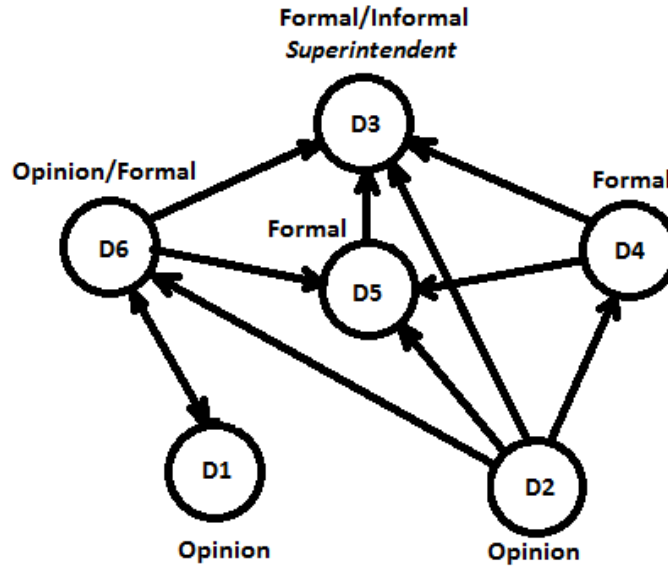 Formal/Informal
Superintendent
D3
Opinion/Formal
Formal
Formal
D6
D4
D5
D1
D2
Opinion
Opinion